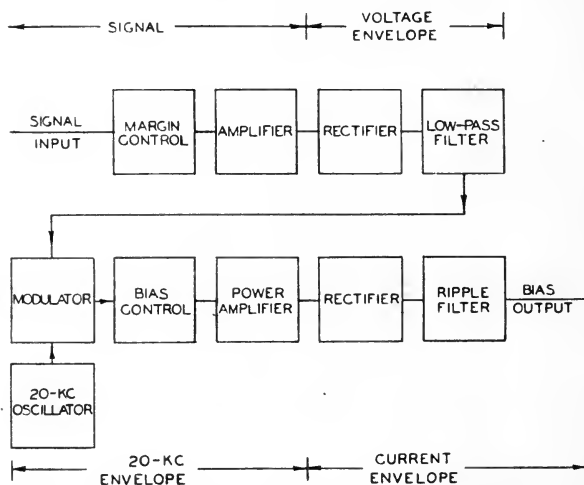 SIGNAL
VOLTAGE
ENVELOPE
SIGNAL
INPUT
MARGIN
CONTROL
AMPLIFIER
RECTIFIER
LOW-PASS
FILTER
MODULATOR
BIAS
CONTROL
POWER
AMPLIFIER
RECTIFIER
RIPPLE
FILTER
BIAS
OUTPUT
20-KC
OSCILLATOR
20-KC
ENVELOPE
CURRENT
ENVELOPE